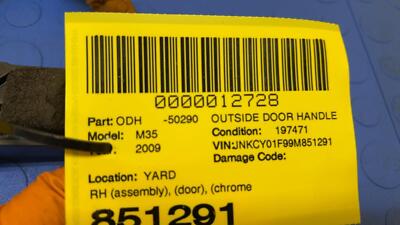 0000012728
Part: ODH -50290 OUTSIDE DOOR HANDLE
Model: M35 Condition: 197471
2009 VIN:JNKCY01F99M851291
Damage Code:
Location: YARD
RH (assembly), (door), (chrome
851291